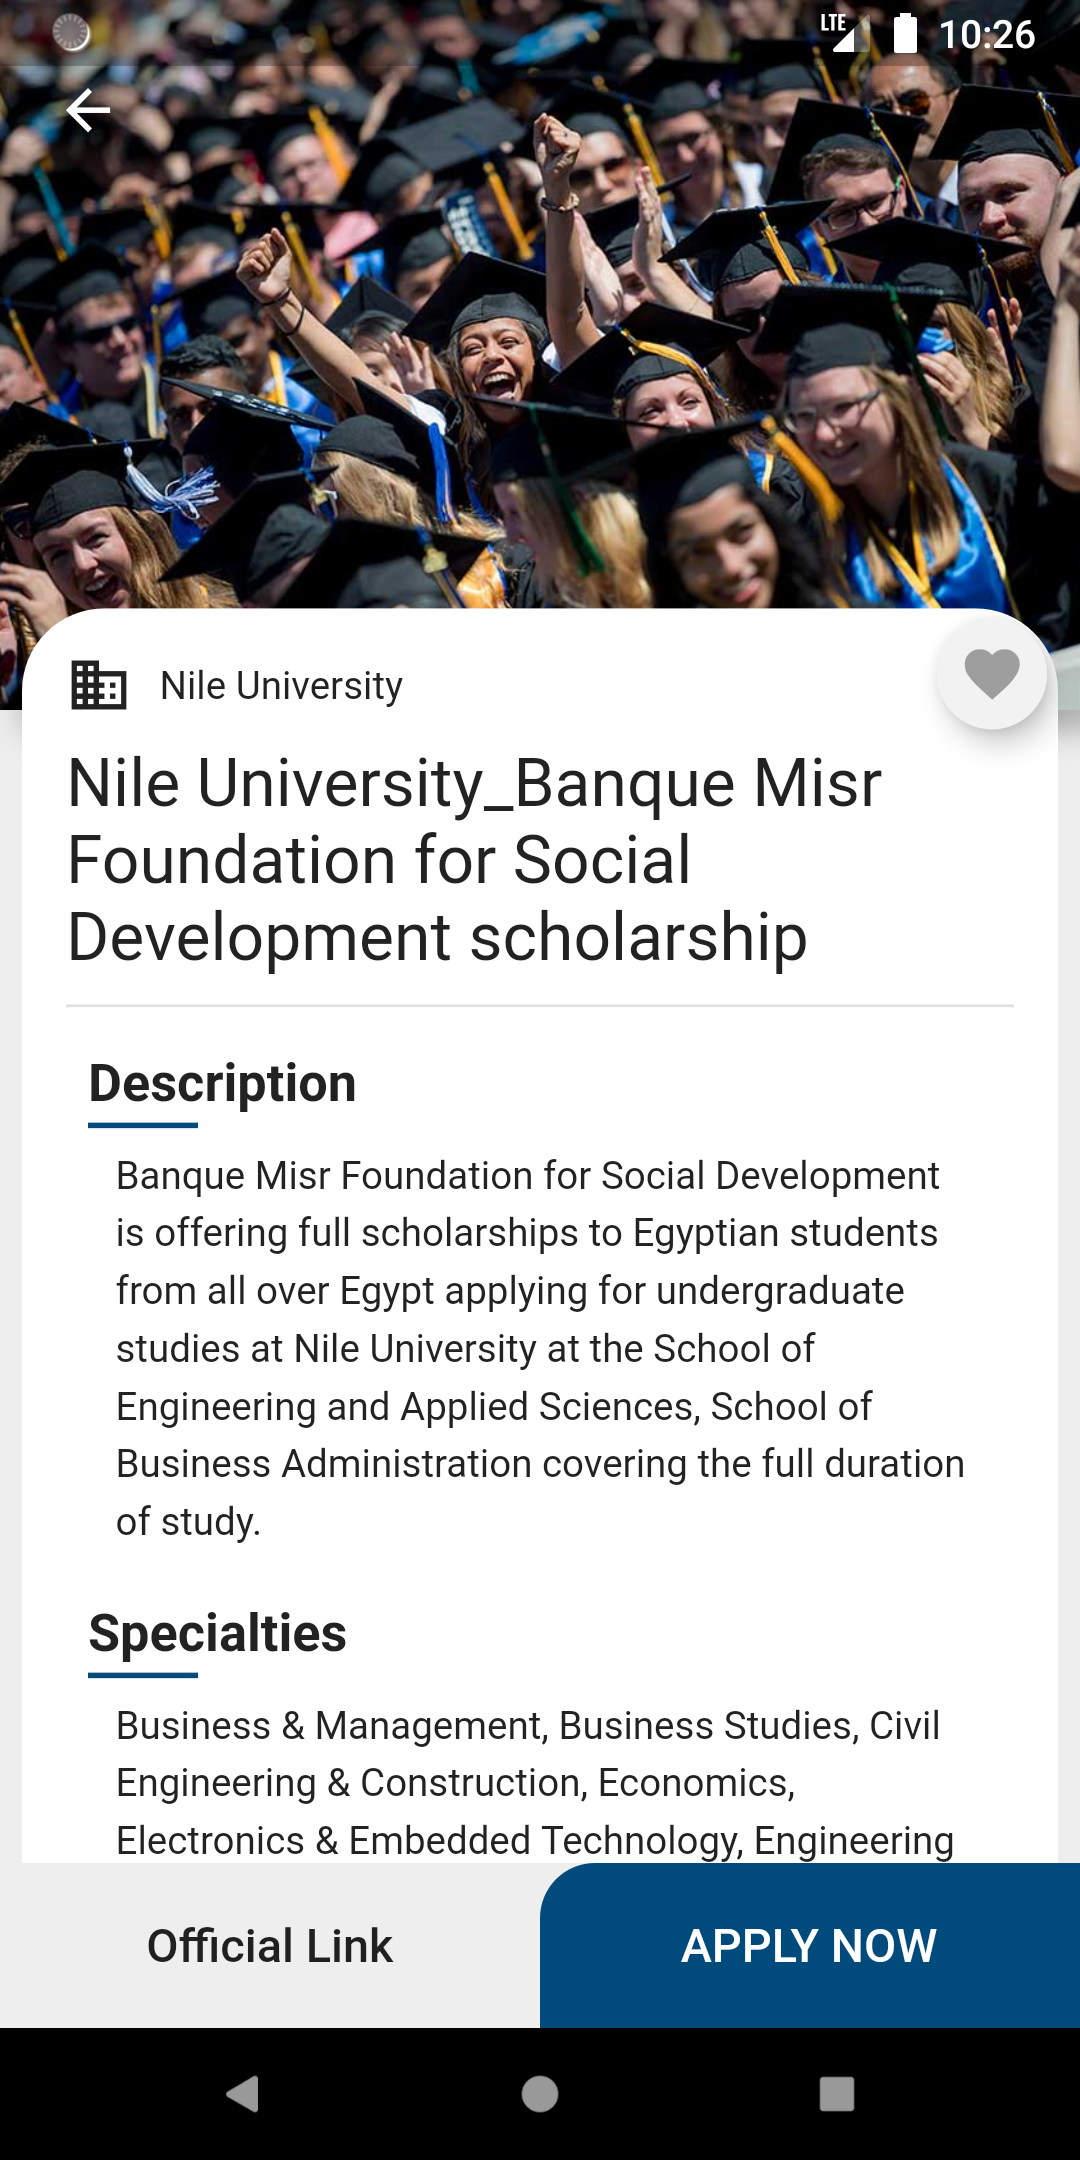 LTE 10:26
Nile University
Nile University_Banque Misr
Foundation for Social
Development scholarship
Description
Banque Misr Foundation for Social Development
is offering full scholarships to Egyptian students
from all over Egypt applying for undergraduate
studies at Nile University at the School of
Engineering and Applied Sciences, School of
Business Administration covering the full duration
of study.
Specialties
Business & Management, Business Studies, Civil
Engineering & Construction, Economics,
Electronics & Embedded Technology, Engineering
Official Link
APPLY NOW